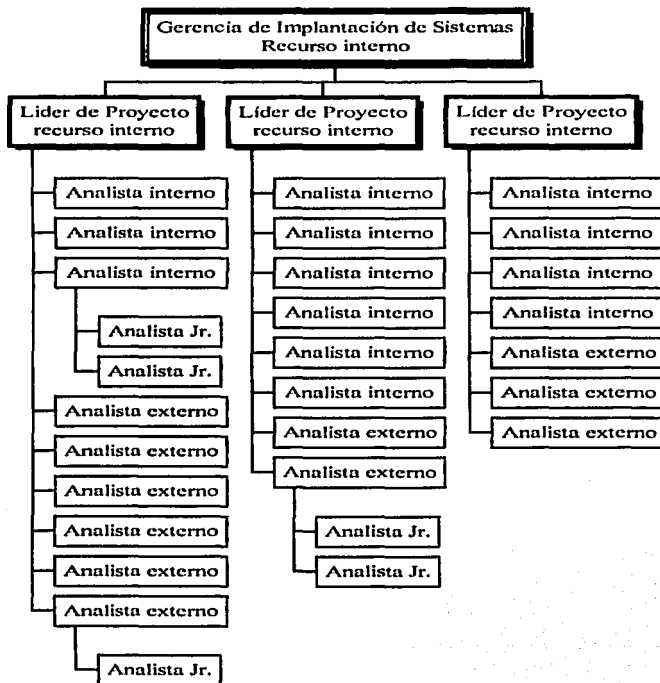 Gerencia de Implantación de Sistemas
Recurso interno
Lider de Proyecto
recurso interno
Analista interno
Analista interno
Analista interno
Analista Jr.
Analista Jr.
Analista externo
Analista externo
Analista externo
Analista externo
Analista externo
Analista externo
Analista Jr.
Líder de Proyecto
recurso interno
Analista interno
Analista interno
Analista interno
Analista interno
Analista interno
Analista interno
Analista externo
Analista externo
Analista Jr.
Analista Jr.
Líder de Proyecto
recurso interno
Analista interno
Analista interno
Analista interno
Analista interno
Analista externo
Analista externo
Analista externo